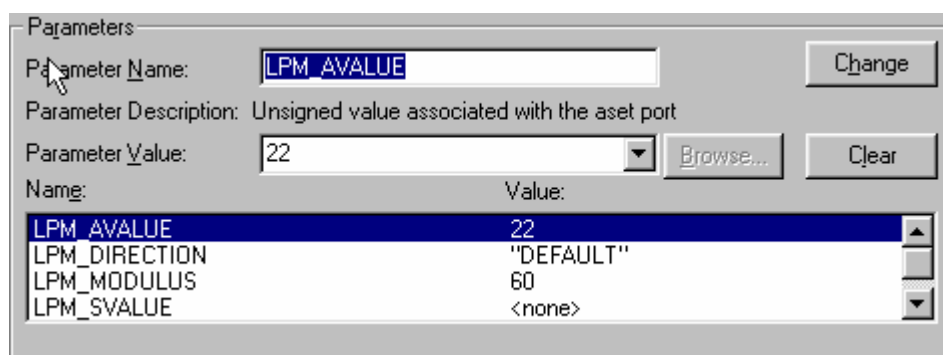 Parameters
Parameter Name: LPM_AVALUE Change
Parameter Description: Unsigned value associated with the aset port
Parameter Value: 22 Browse... Clear
Name: Value:
LPM_AVALUE 22
LPM_DIRECTION "DEFAULT"
LPM_MODULUS 60
LPM_SVALUE <none>